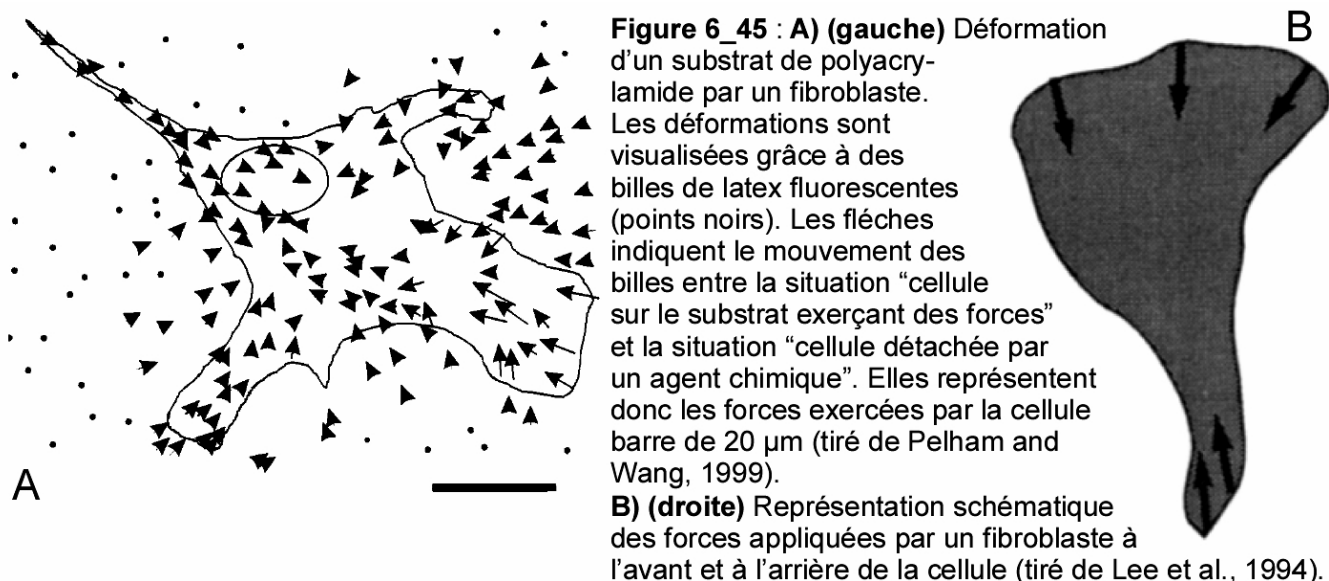 Figure 6_45 : A) (gauche) Déformation
d'un substrat de polyacry-
lamide par un fibroblaste.
Les déformations sont
visualisées grâce à des
billes de latex fluorescentes
(points noirs). Les fléches
indiquent le mouvement des
billes entre la situation “cellule
sur le substrat exerçant des forces”
et la situation “cellule détachée par
un agent chimique”. Elles représentent
donc les forces exercées par la cellule
barre de 20 µm (tiré de Pelham and
Wang, 1999).
B) (droite) Représentation schématique
des forces appliquées par un fibroblaste à
l'avant et à l'arrière de la cellule (tiré de Lee et al., 1994).
A
B